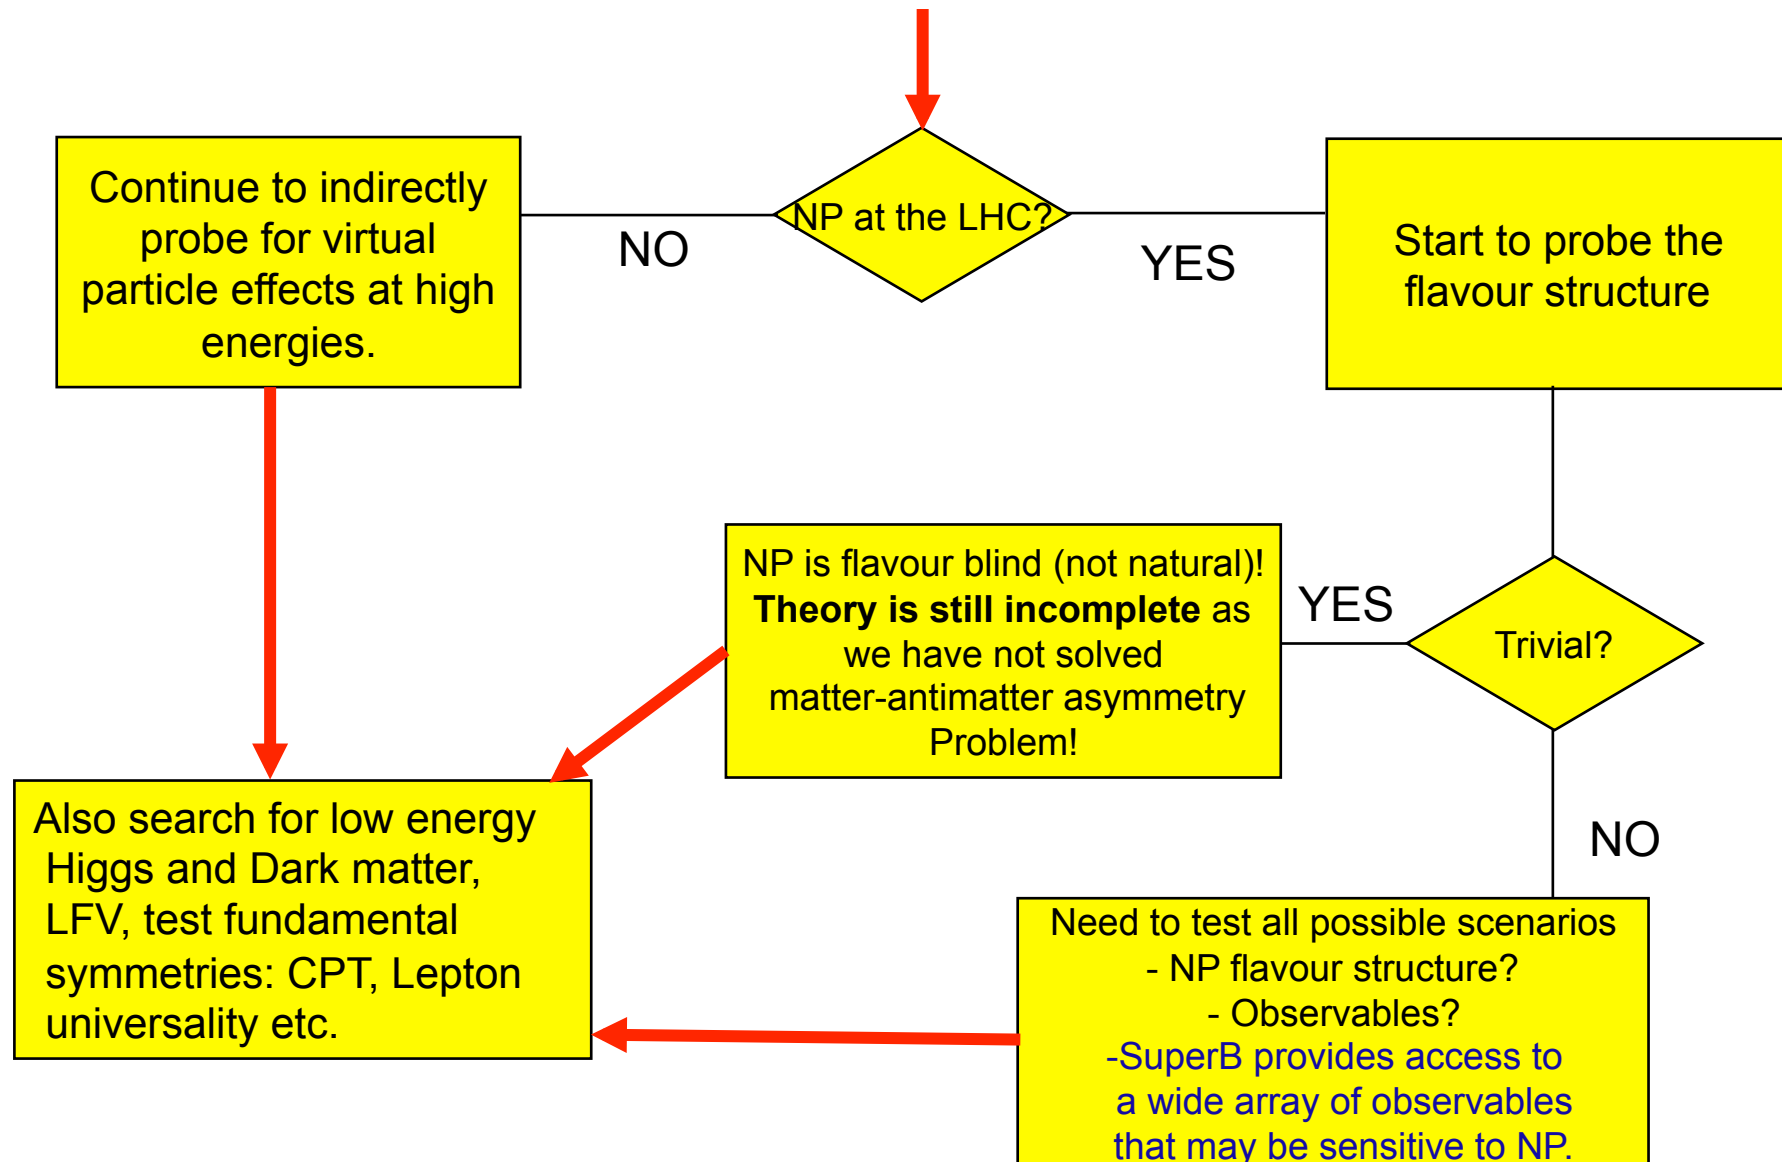 Continue to indirectly
probe for virtual
particle effects at high
energies.
NO
NP at the LHC?
YES
Start to probe the
flavour structure
NP is flavour blind (not natural)!
Theory is still incomplete as
we have not solved
matter-antimatter asymmetry
Problem!
YES
Trivial?
NO
Also search for low energy
Higgs and Dark matter,
LFV, test fundamental
symmetries: CPT, Lepton
universality etc.
Need to test all possible scenarios
- NP flavour structure?
- Observables?
-SuperB provides access to
a wide array of observables
that may be sensitive to NP.